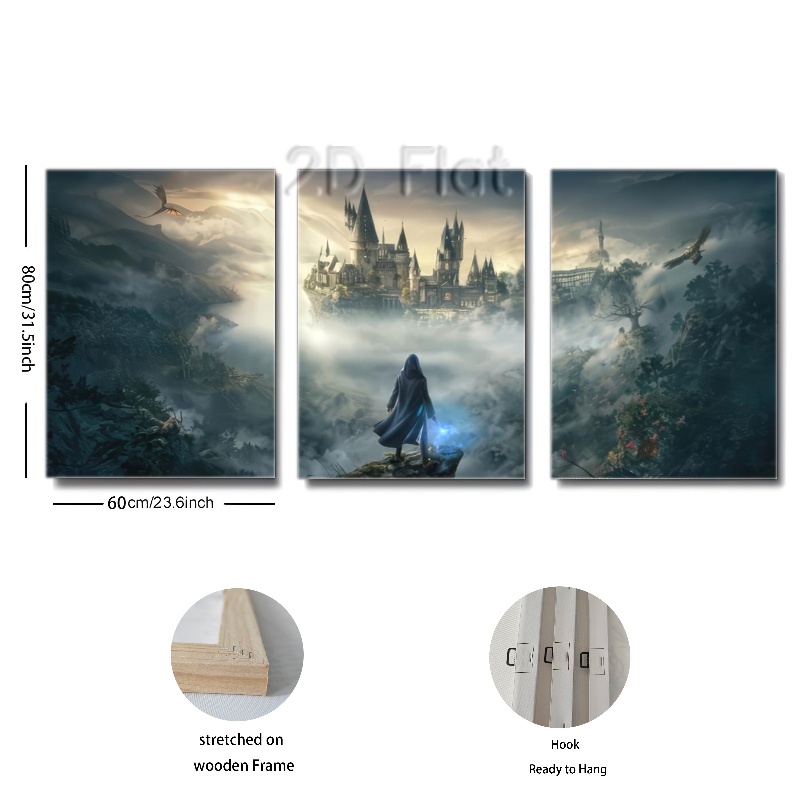 2D Flat
80cm/31.5inch
60cm/23.6inch
stretched on
wooden Frame
Hook
Ready to Hang